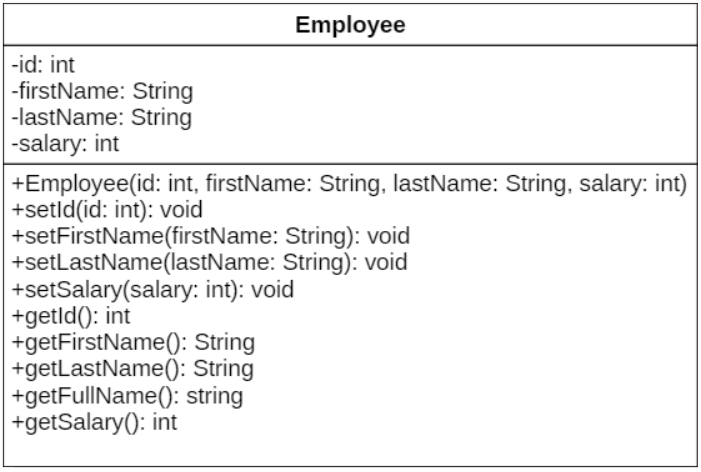 Employee
-id: int
-firstName: String
-lastName: String
-salary: int
+Employee(id: int, firstName: String, lastName: String, salary: int)
+setId(id: int): void
+setFirstName(firstName: String): void
+setLastName(lastName: String): void
+setSalary(salary: int): void
+getId(): int
+getFirstName(): String
+getLastName(): String
+getFullName(): string
+getSalary(): int